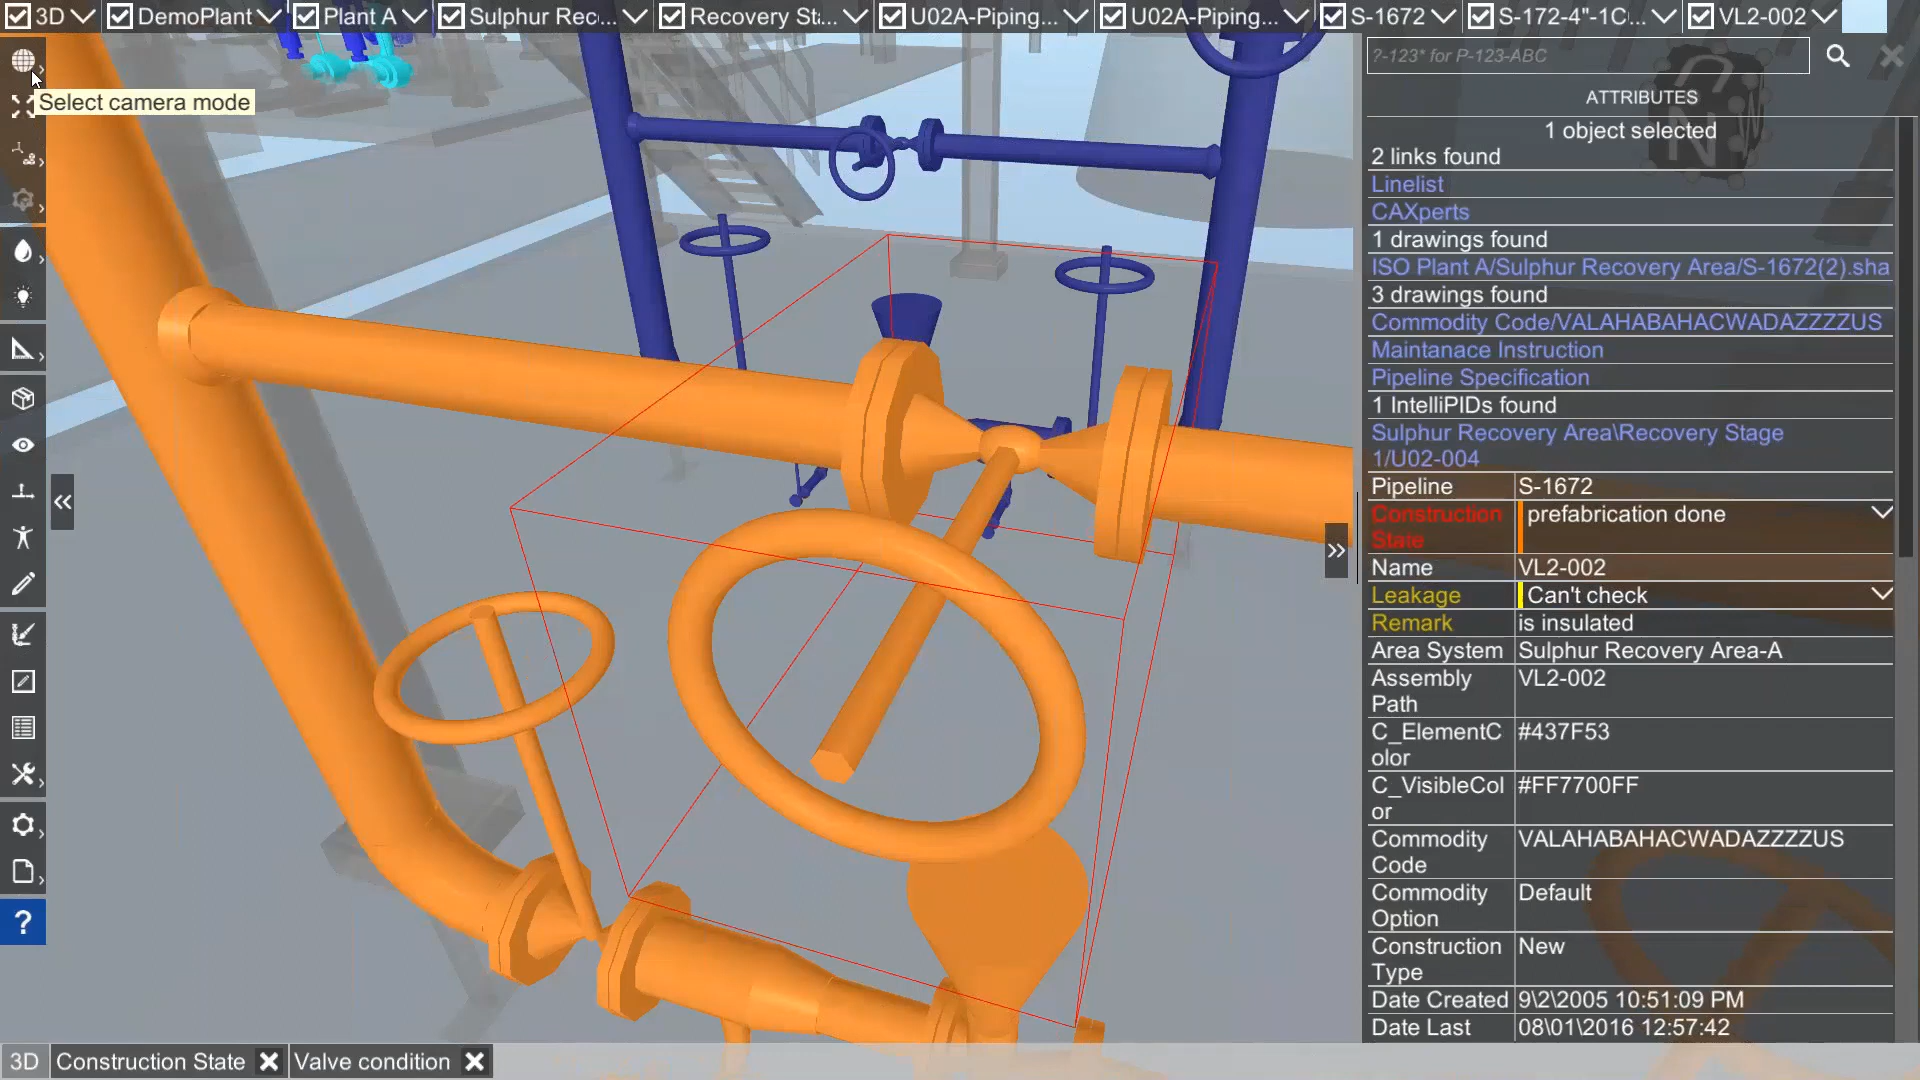 3D DemoPlant Plant A Sulphur Rec... Recovery St... U02A-Piping... U02A-Piping... S-1672 S-172-4"-1C... VL2-002
Select camera mode
?-123* for P-123-ABC
ATTRIBUTES
1 object selected
2 links found
Linelist
CAXperts
1 drawings found
ISO Plant A/Sulphur Recovery Area/S-1672(2).sha
3 drawings found
Commodity Code/VALAHABAHACWADAZZZZUS
Maintanace Instruction
Pipeline Specification
1 IntelliPIDs found
Sulphur Recovery Area\Recovery Stage
1/U02-004
Pipeline S-1672
Construction prefabrication done
State
Name VL2-002
Leakage Can't check
Remark is insulated
Area System Sulphur Recovery Area-A
Assembly VL2-002
Path
C_ElementC #437F53
olor
C_VisibleCol #FF7700FF
or
Commodity VALAHABAHACWADAZZZZUS
Code
Commodity Default
Option
Construction New
Type
Date Created 9\2\2005 10:51:09 PM
Date Last 08\01\2016 12:57:42
N W
?
3D Construction State Valve condition